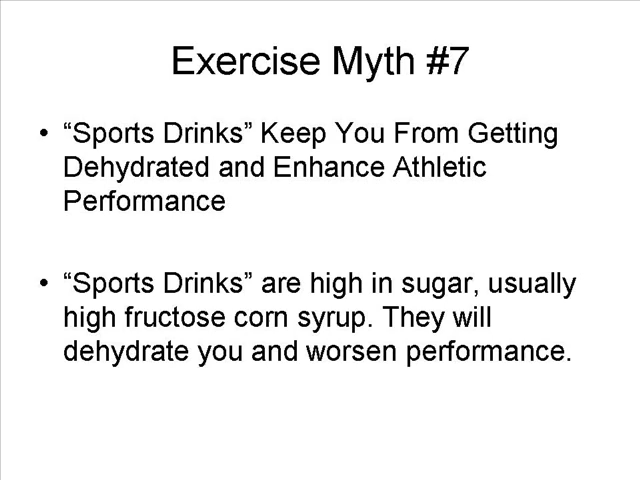 Exercise Myth #7
• “Sports Drinks” Keep You From Getting
Dehydrated and Enhance Athletic
Performance
• “Sports Drinks” are high in sugar, usually
high fructose corn syrup. They will
dehydrate you and worsen performance.